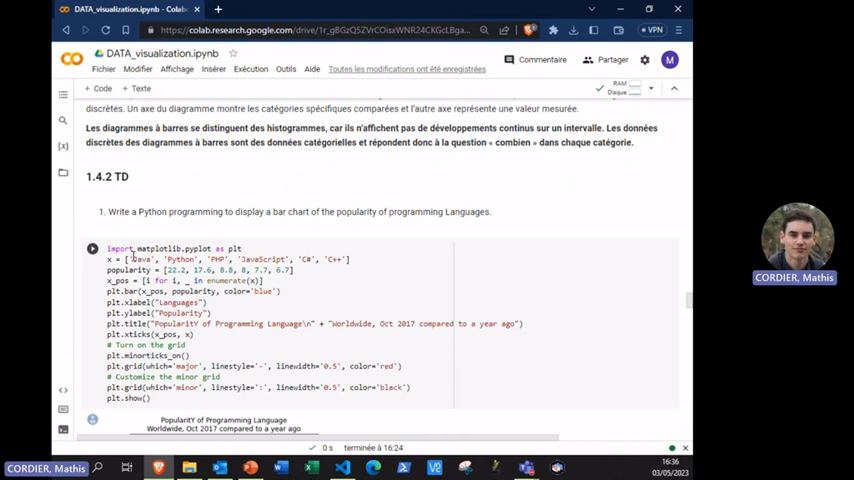 DATA_visualization.ipynb - Colab
https://colab.research.google.com/drive/1r_gBGzQ5ZVrCOisxWNR24CKGcLBga...
VPN
DATA_visualization.ipynb
Fichier Modifier Affichage Insérer Exécution Outils Aide Toutes les modifications ont été enregistrées
Commentaire Partager M
+ Code + Texte
RAM
Disque
discrètes. Un axe du diagramme montre les catégories spécifiques comparées et l'autre axe représente une valeur mesurée.
Les diagrammes à barres se distinguent des histogrammes, car ils n'affichent pas de développements continus sur un intervalle. Les données
discrètes des diagrammes à barres sont des données catégorielles et répondent donc à la question « combien » dans chaque catégorie.
1.4.2 TD
1. Write a Python programming to display a bar chart of the popularity of programming Languages.
import matplotlib.pyplot as plt
x = ['Java', 'Python', 'PHP', 'JavaScript', 'C#', 'C++']
popularity = [22.2, 17.6, 8.8, 8, 7.7, 6.7]
x_pos = [i for i, _ in enumerate(x)]
plt.bar(x_pos, popularity, color='blue')
plt.xlabel("Languages")
plt.ylabel("Popularity")
plt.title("PopularitY of Programming Language\n" + "Worldwide, Oct 2017 compared to a year ago")
plt.xticks(x_pos, x)
# Turn on the grid
plt.minorticks_on()
plt.grid(which='major', linestyle='-', linewidth='0.5', color='red')
# Customize the minor grid
plt.grid(which='minor', linestyle=':', linewidth='0.5', color='black')
plt.show()
PopularitY of Programming Language
Worldwide, Oct 2017 compared to a year ago
0 s terminée à 16:24
CORDIER, Mathis
16:36
03/05/2023
CORDIER, Mathis